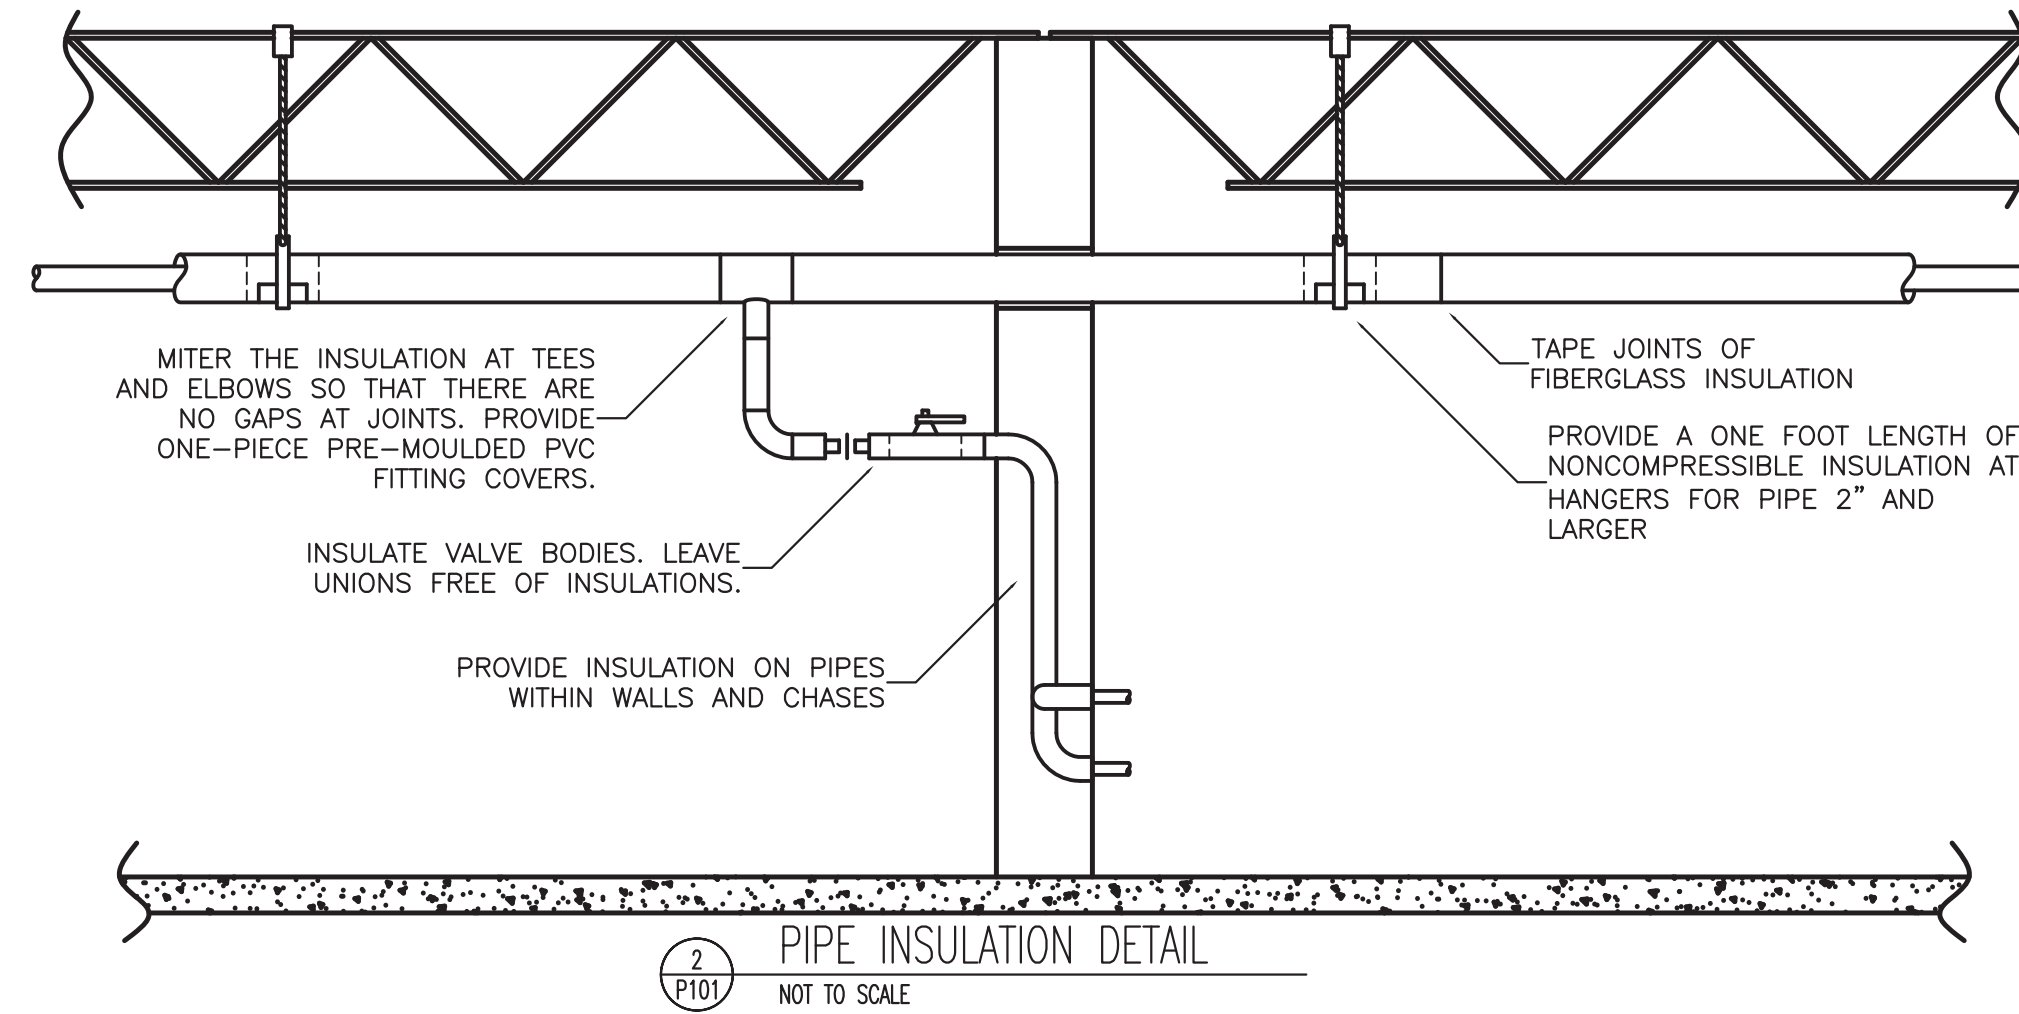 MITER THE INSULATION AT TEES
AND ELBOWS SO THAT THERE ARE
NO GAPS AT JOINTS. PROVIDE
ONE-PIECE PRE-MOULDED PVC
FITTING COVERS.
TAPE JOINTS OF
FIBERGLASS INSULATION
PROVIDE A ONE FOOT LENGTH OF
NONCOMPRESSIBLE INSULATION AT
HANGERS FOR PIPE 2" AND
LARGER
INSULATE VALVE BODIES. LEAVE
UNIONS FREE OF INSULATIONS.
PROVIDE INSULATION ON PIPES
WITHIN WALLS AND CHASES
2
P101
PIPE INSULATION DETAIL
NOT TO SCALE